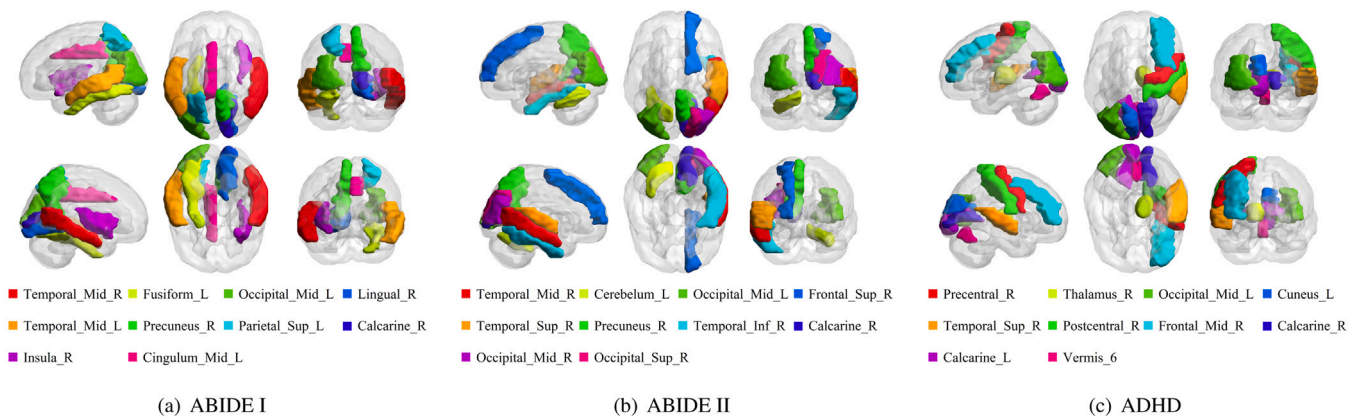 Temporal_Mid_R Fusiform_L Occipital_Mid_L Lingual_R
Temporal_Mid_L Precuneus_R Parietal_Sup_L Calcarine_R
Insula_R Cingulum_Mid_L
(a) ABIDE I
Temporal_Mid_R Cerebelum_L Occipital_Mid_L Frontal_Sup_R
Temporal_Sup_R Precuneus_R Temporal_Inf_R Calcarine_R
Occipital_Mid_R Occipital_Sup_R
(b) ABIDE II
Precentral_R Thalamus_R Occipital_Mid_L Cuneus_L
Temporal_Sup_R Postcentral_R Frontal_Mid_R Calcarine_R
Calcarine_L Vermis_6
(c) ADHD